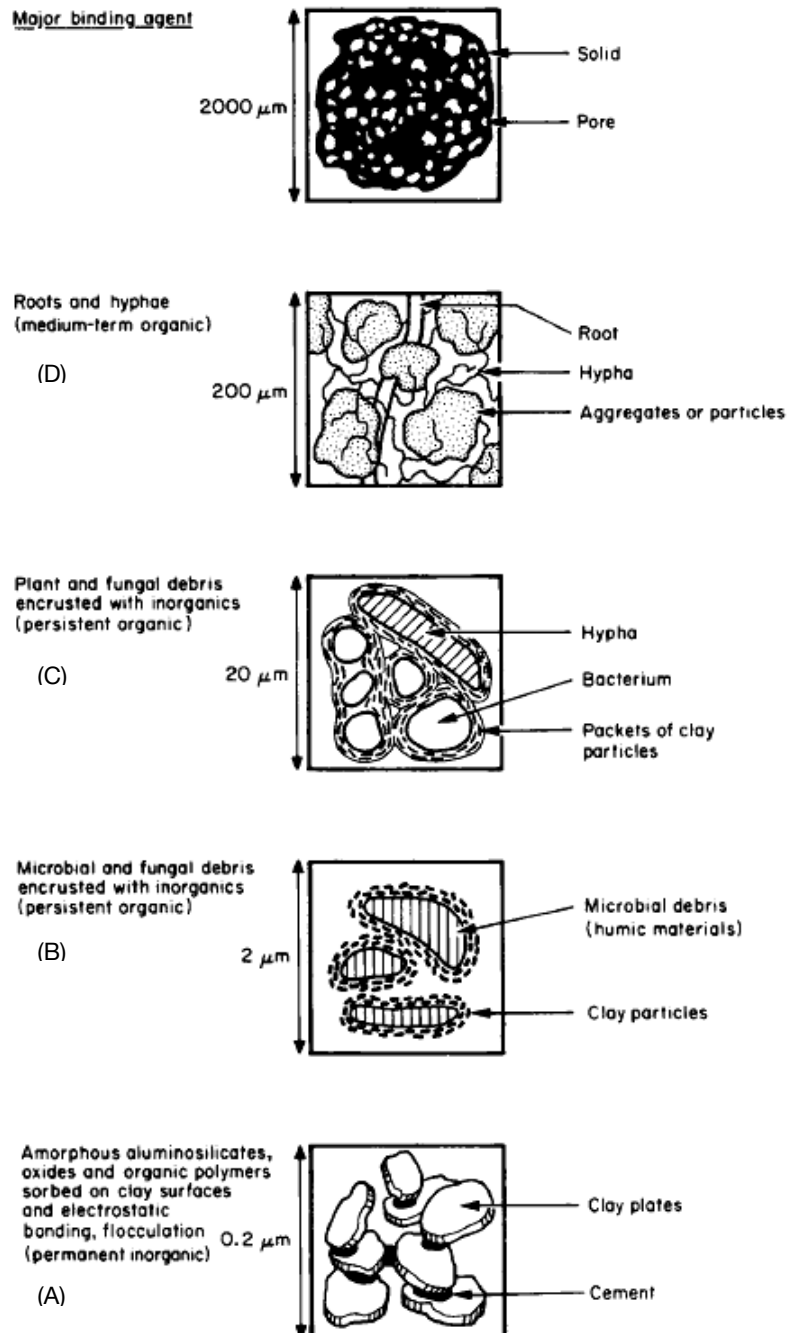 Major binding agent
Solid
2000 μm
Pore
Roots and hyphae
(medium-term organic)
Root
(D)
Hypha
200 μm
Aggregates or particles
Plant and fungal debris
encrusted with inorganics
(persistent organic)
Hypha
(C)
20 μm
Bacterium
Packets of clay
particles
Microbial and fungal debris
encrusted with inorganics
(persistent organic)
Microbial debris
(humic materials)
(B)
2 μm
Clay particles
Amorphous aluminosilicates,
oxides and organic polymers
sorbed on clay surfaces
and electrostatic
bonding, flocculation
(permanent inorganic)
0.2 μm
Clay plates
(A)
Cement